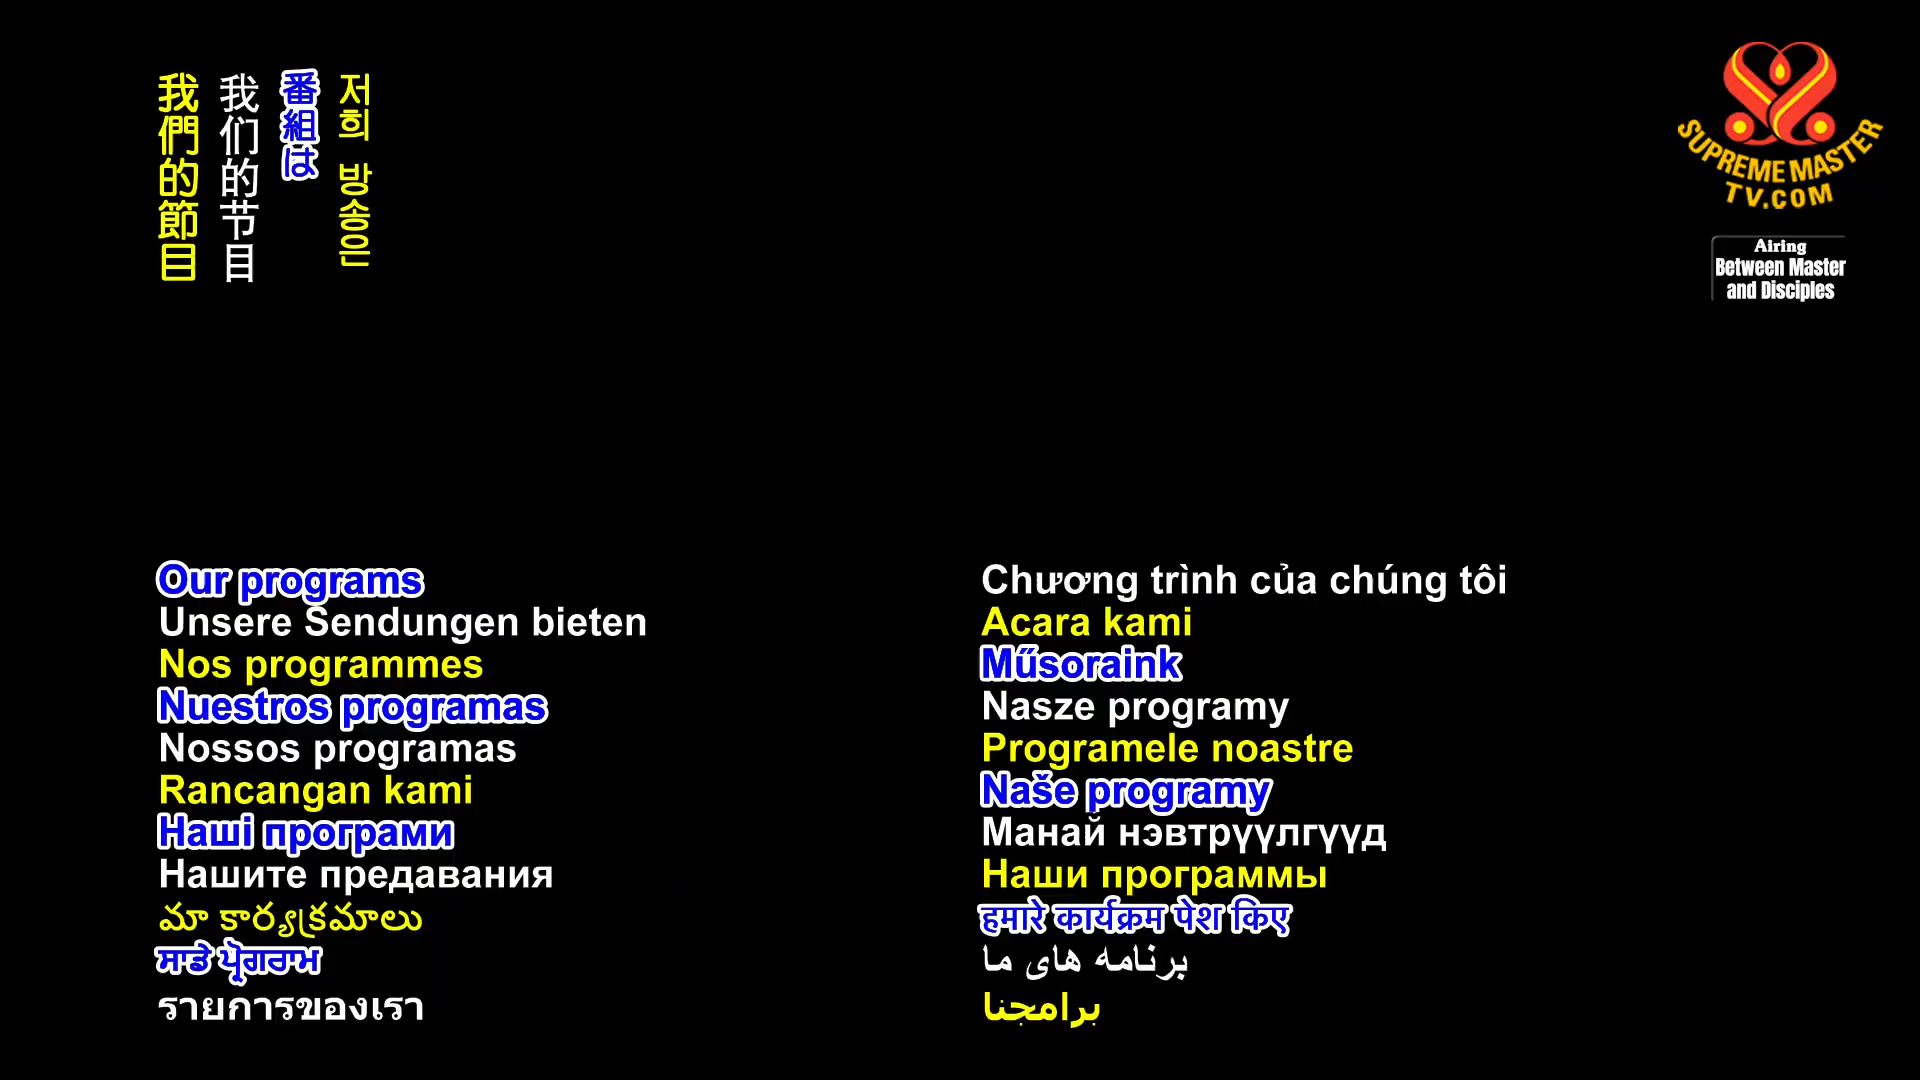 我們的節目
我们的节目
番組は
저희 방송은
SUPREME MASTER
TV.COM
Airing
Between Master
and Disciples
Our programs
Unsere Sendungen bieten
Nos programmes
Nuestros programas
Nossos programas
Rancangan kami
Наші програми
Нашите предавания
మా కార్యక్రమాలు
ਸਾਡੇ ਪ੍ਰੋਗਰਾਮ
รายการของเรา
Chương trình của chúng tôi
Acara kami
Műsoraink
Nasze programy
Programele noastre
Naše programy
Манай нэвтрүүлгүүд
Наши программы
हमारे कार्यक्रम पेश किए
برنامه های ما
برامجنا